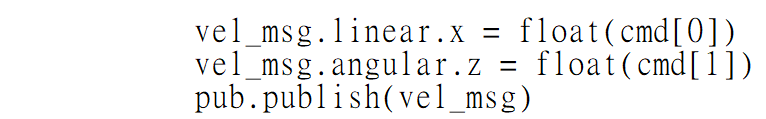 vel_msg.linear.x = float(cmd[0])
vel_msg.angular.z = float(cmd[1])
pub.publish(vel_msg)